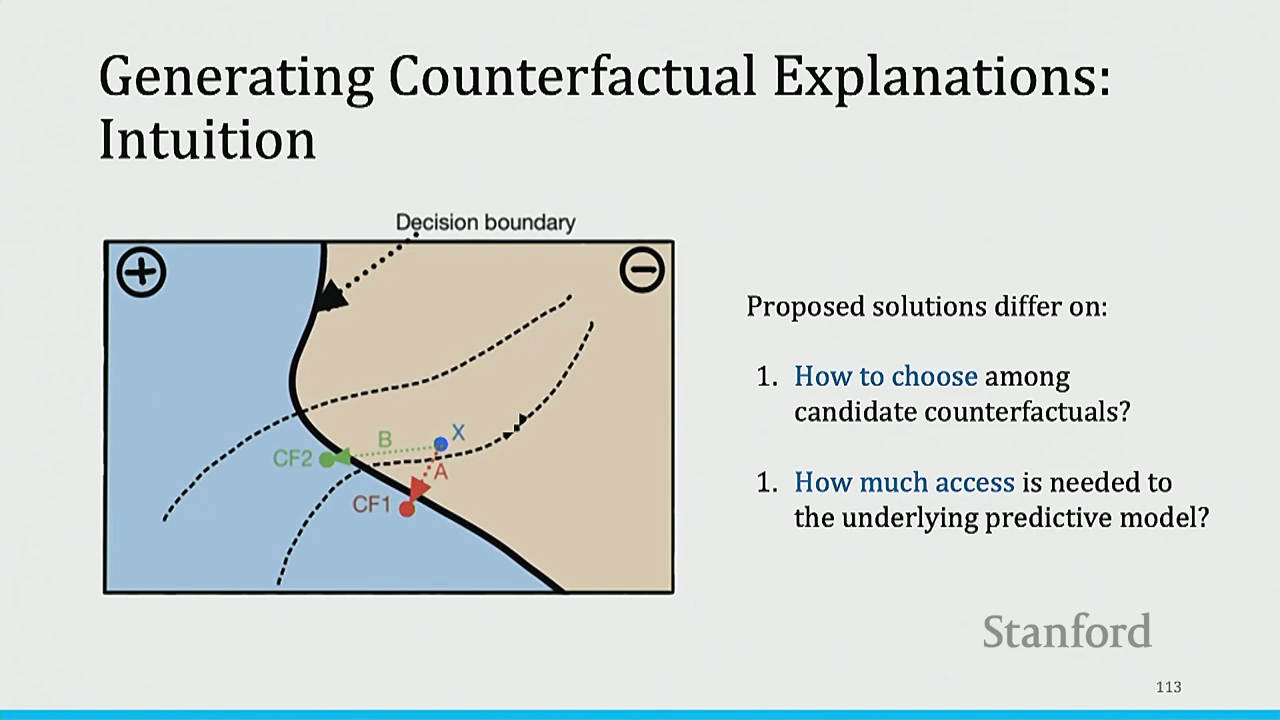 Generating Counterfactual Explanations:
Intuition
Decision boundary
+
−
X
B
CF2
A
CF1
Proposed solutions differ on:
1. How to choose among
candidate counterfactuals?
1. How much access is needed to
the underlying predictive model?
Stanford
113